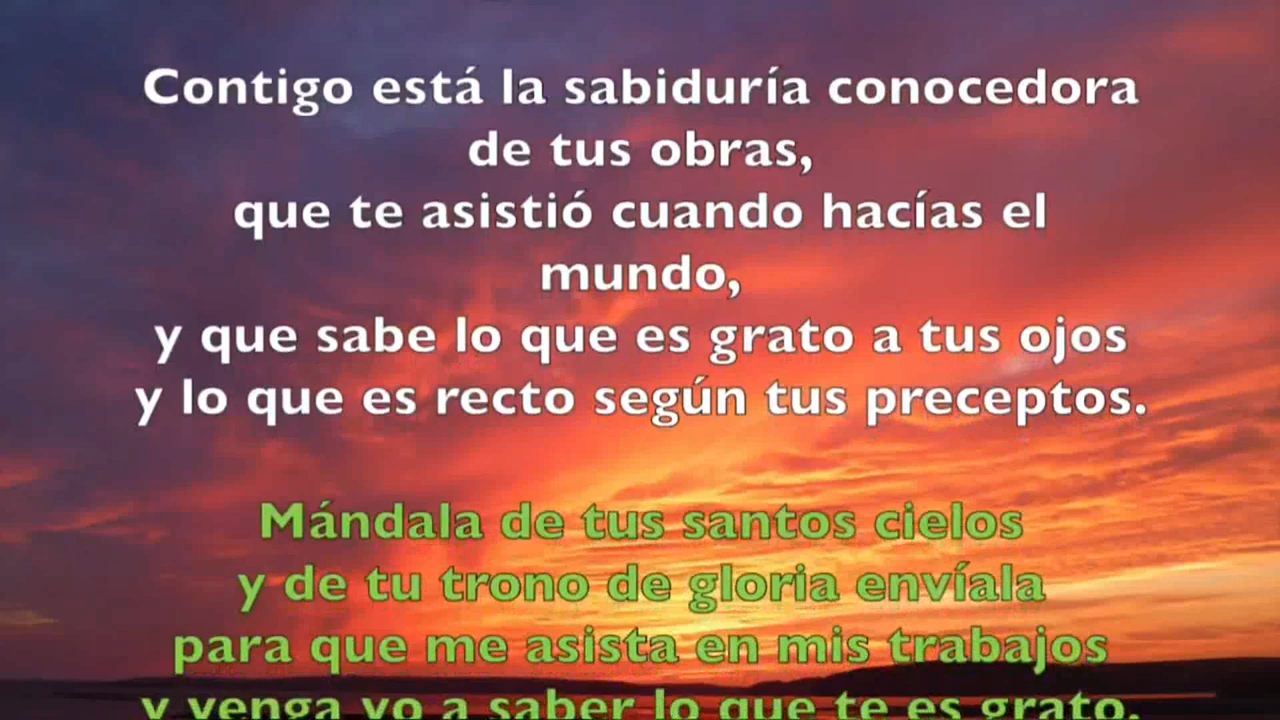 Contigo está la sabiduría conocedora
de tus obras,
que te asistió cuando hacías el
mundo,
y que sabe lo que es grato a tus ojos
y lo que es recto según tus preceptos.
Mándala de tus santos cielos
y de tu trono de gloria envíala
para que me asista en mis trabajos
y venga yo a saber lo que te es grato.